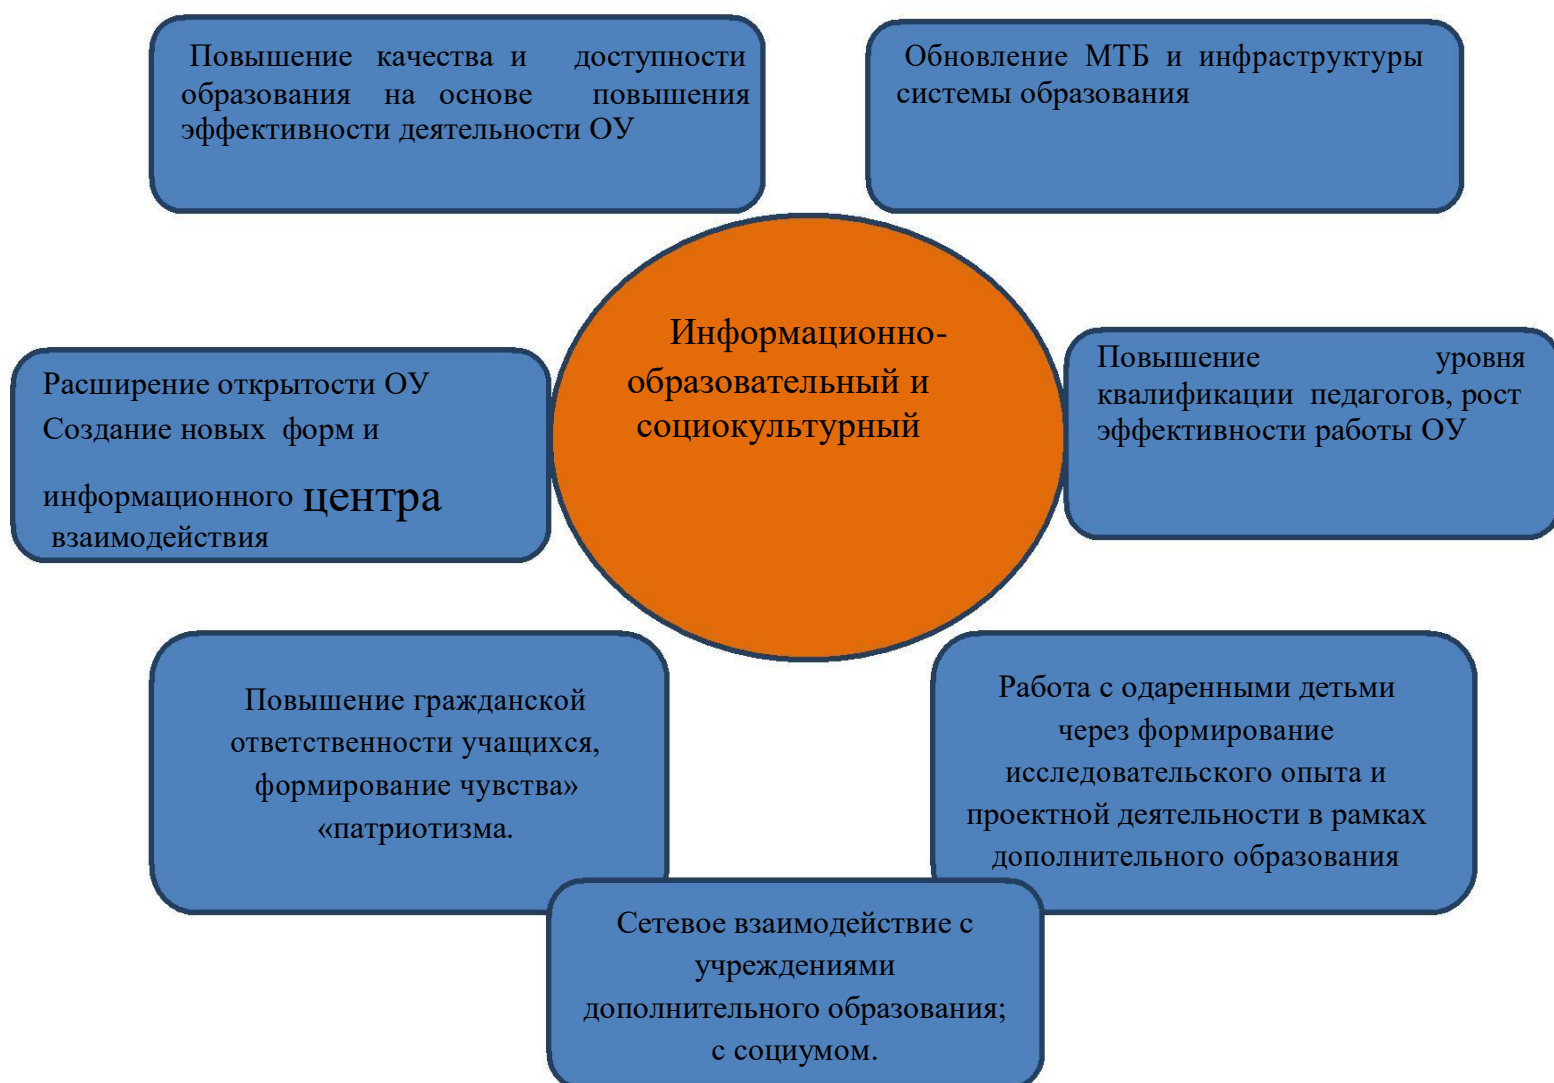 Повышение качества и доступности
образования на основе повышения
эффективности деятельности ОУ
Обновление МТБ и инфраструктуры
системы образования
Информационно-
образовательный и
социокультурный
Расширение открытости ОУ
Создание новых форм и
информационного центра
взаимодействия
Повышение уровня
квалификации педагогов, рост
эффективности работы ОУ
Повышение гражданской
ответственности учащихся,
формирование чувства»
«патриотизма.
Работа с одаренными детьми
через формирование
исследовательского опыта и
проектной деятельности в рамках
дополнительного образования
Сетевое взаимодействие с
учреждениями
дополнительного образования;
с социумом.